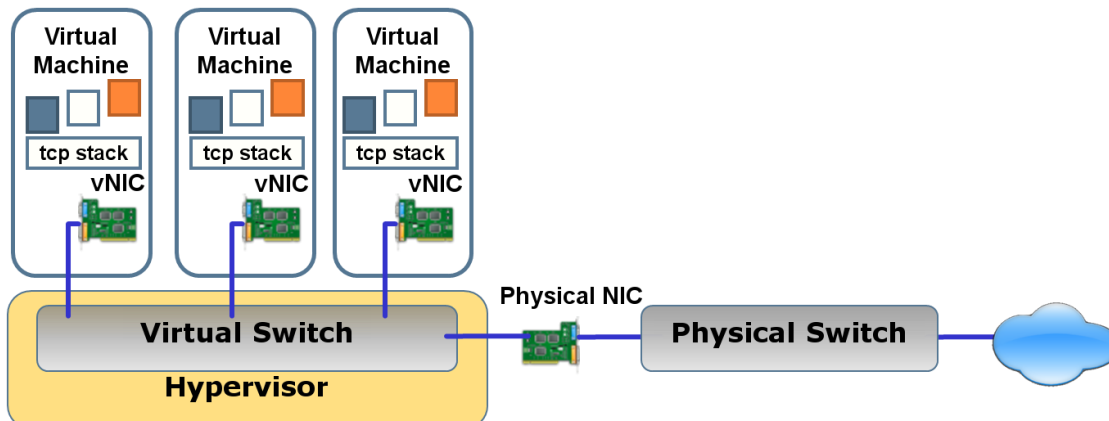 Virtual
Machine
Virtual
Machine
Virtual
Machine
tcp stack
tcp stack
tcp stack
vNIC
vNIC
vNIC
Physical NIC
Virtual Switch
Physical Switch
Hypervisor